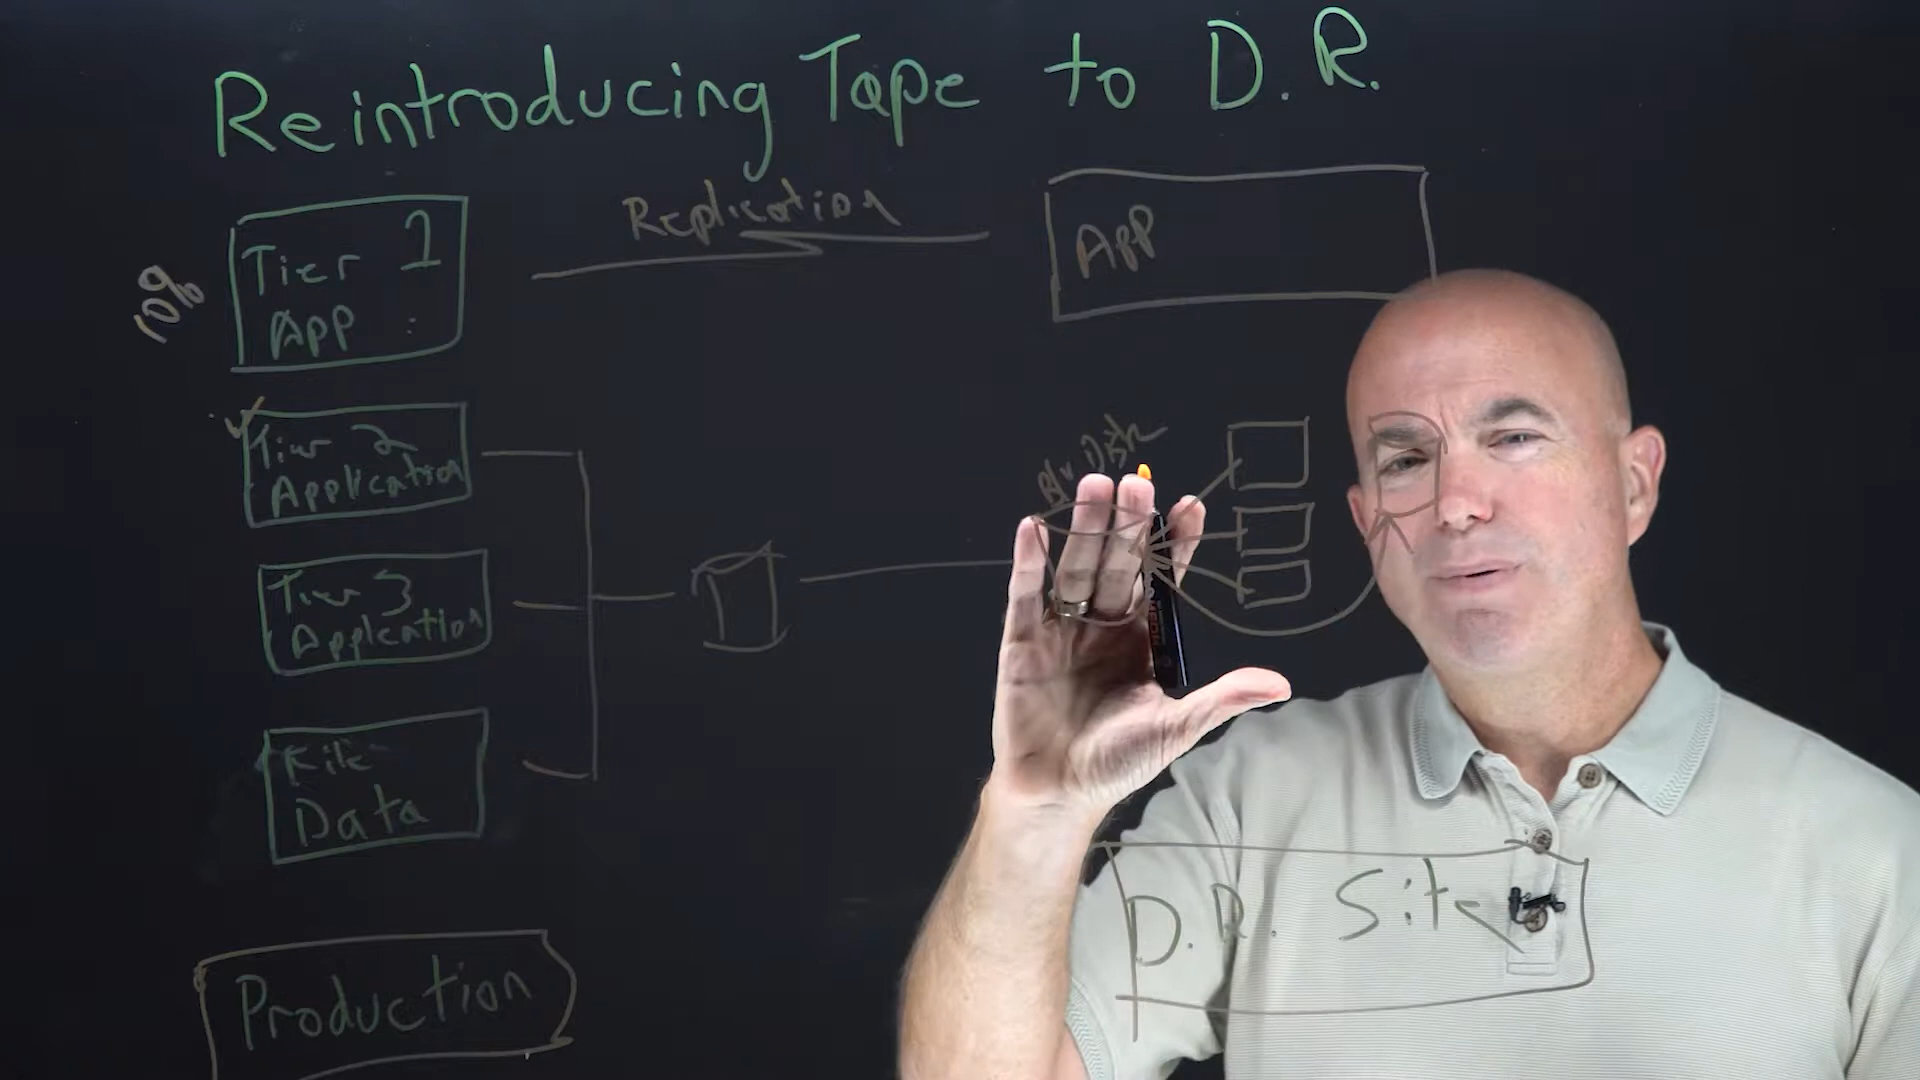 Reintroducing Tape to D.R.
Tier 1
App
10%
Replication
App
Tier 2
Application
Tier 3
Application
File
Data
B/U Disk
Production
D.R. Site